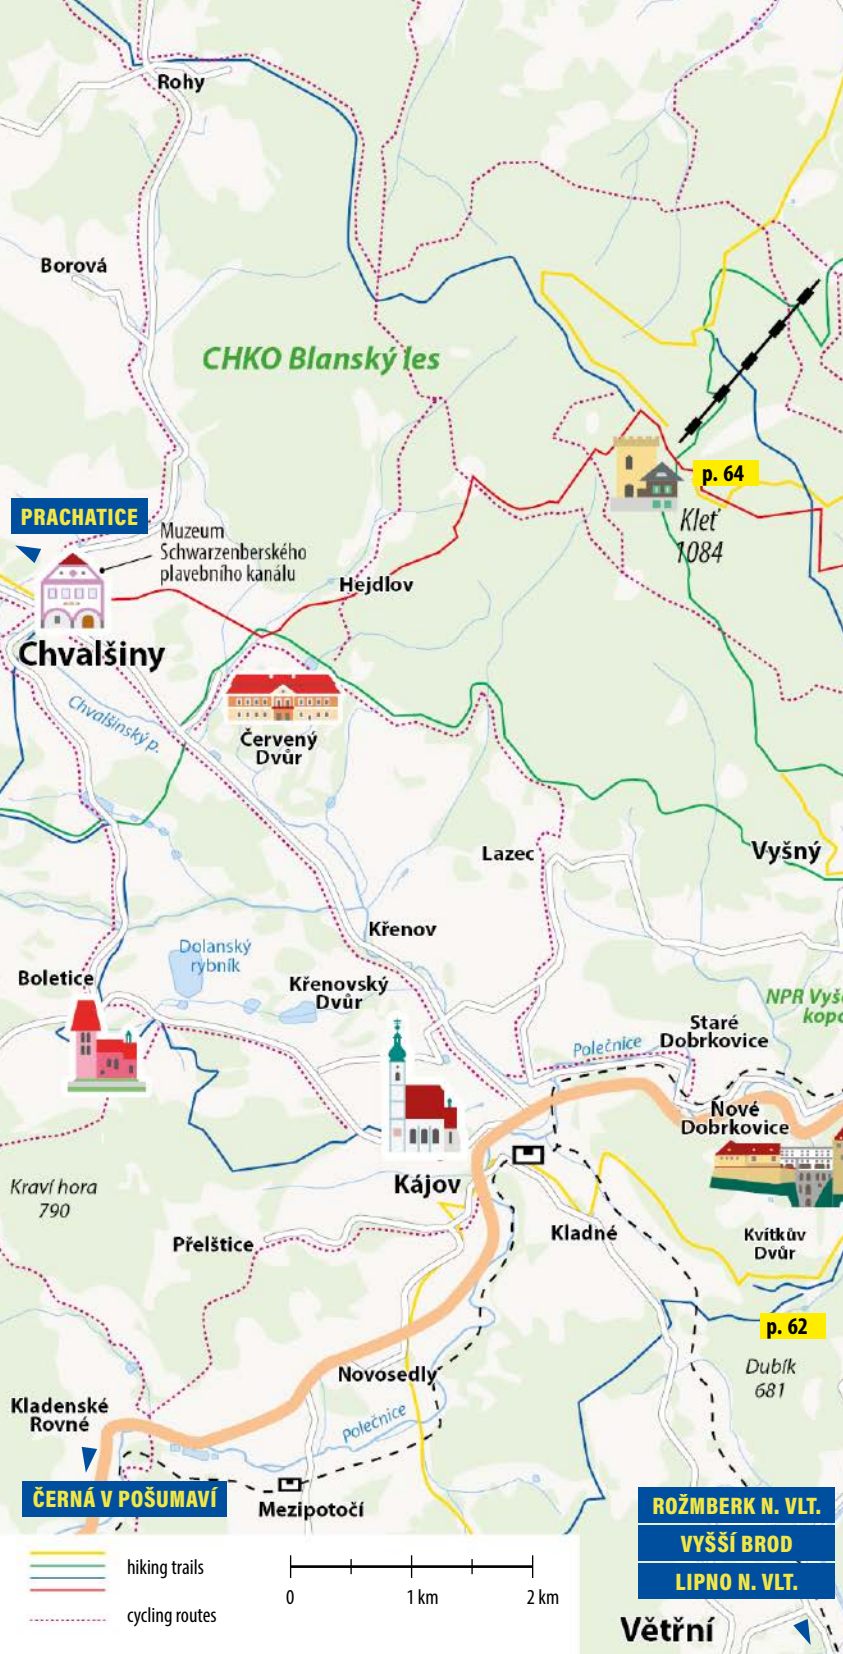 Rohy
Borová
CHKO Blanský les
p. 64
Kleť
1084
PRACHATICE
Muzeum
Schwarzenberského
plavebního kanálu
Hejdlov
Chvalšiny
Chvalšinský p.
Červený
Dvůr
Lazec
Vyšný
Křenov
Dolanský
rybník
Boletice
Křenovský
Dvůr
NPR Vyše
kopc
Staré
Dobrkovice
Polečnice
Nové
Dobrkovice
Kájov
Kraví hora
790
Přelštice
Kladné
Kvítkův
Dvůr
p. 62
Dubík
681
Novosedly
Kladenské
Rovné
Polečnice
ČERNÁ V POŠUMAVÍ
Mezipotočí
ROŽMBERK N. VLT.
VYŠŠÍ BROD
LIPNO N. VLT.
hiking trails
cycling routes
0 1 km 2 km
Větřní